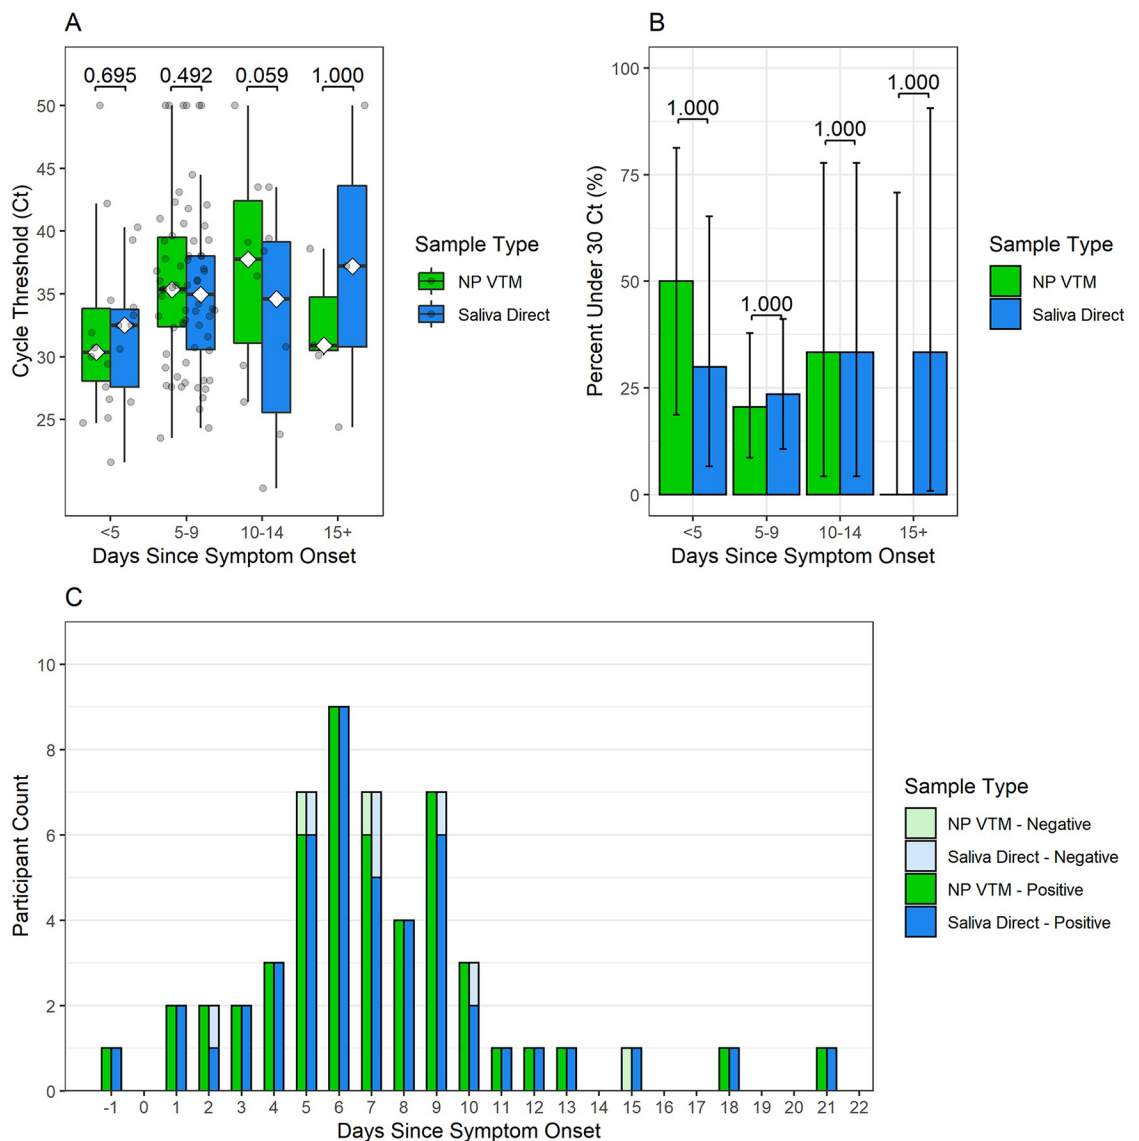 A
0.695 0.492 0.059 1.000
50
45
40
35
30
25
Cycle Threshold (Ct)
<5 5-9 10-14 15+
Days Since Symptom Onset
Sample Type
NP VTM
Saliva Direct
B
100
75
50
25
0
Percent Under 30 Ct (%)
1.000 1.000 1.000 1.000
<5 5-9 10-14 15+
Days Since Symptom Onset
Sample Type
NP VTM
Saliva Direct
C
10
8
6
4
2
0
Participant Count
-1 0 1 2 3 4 5 6 7 8 9 10 11 12 13 14 15 16 17 18 19 20 21 22
Days Since Symptom Onset
Sample Type
NP VTM - Negative
Saliva Direct - Negative
NP VTM - Positive
Saliva Direct - Positive